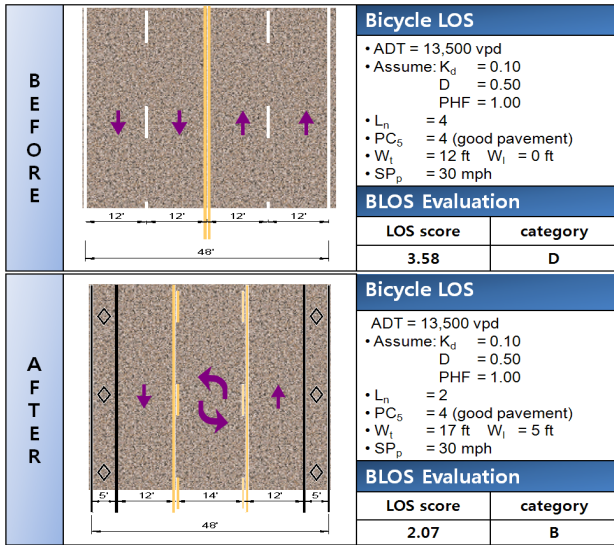 BEFORE
12'
12'
12'
12'
48'
Bicycle LOS
• ADT = 13,500 vpd
• Assume: Kd = 0.10
D = 0.50
PHF = 1.00
• Ln = 4
• PC5 = 4 (good pavement)
• Wt = 12 ft Wl = 0 ft
• SPp = 30 mph
BLOS Evaluation
LOS score category
3.58 D
AFTER
5'
12'
14'
12'
5'
48'
Bicycle LOS
ADT = 13,500 vpd
• Assume: Kd = 0.10
D = 0.50
PHF = 1.00
• Ln = 2
• PC5 = 4 (good pavement)
• Wt = 17 ft Wl = 5 ft
• SPp = 30 mph
BLOS Evaluation
LOS score category
2.07 B